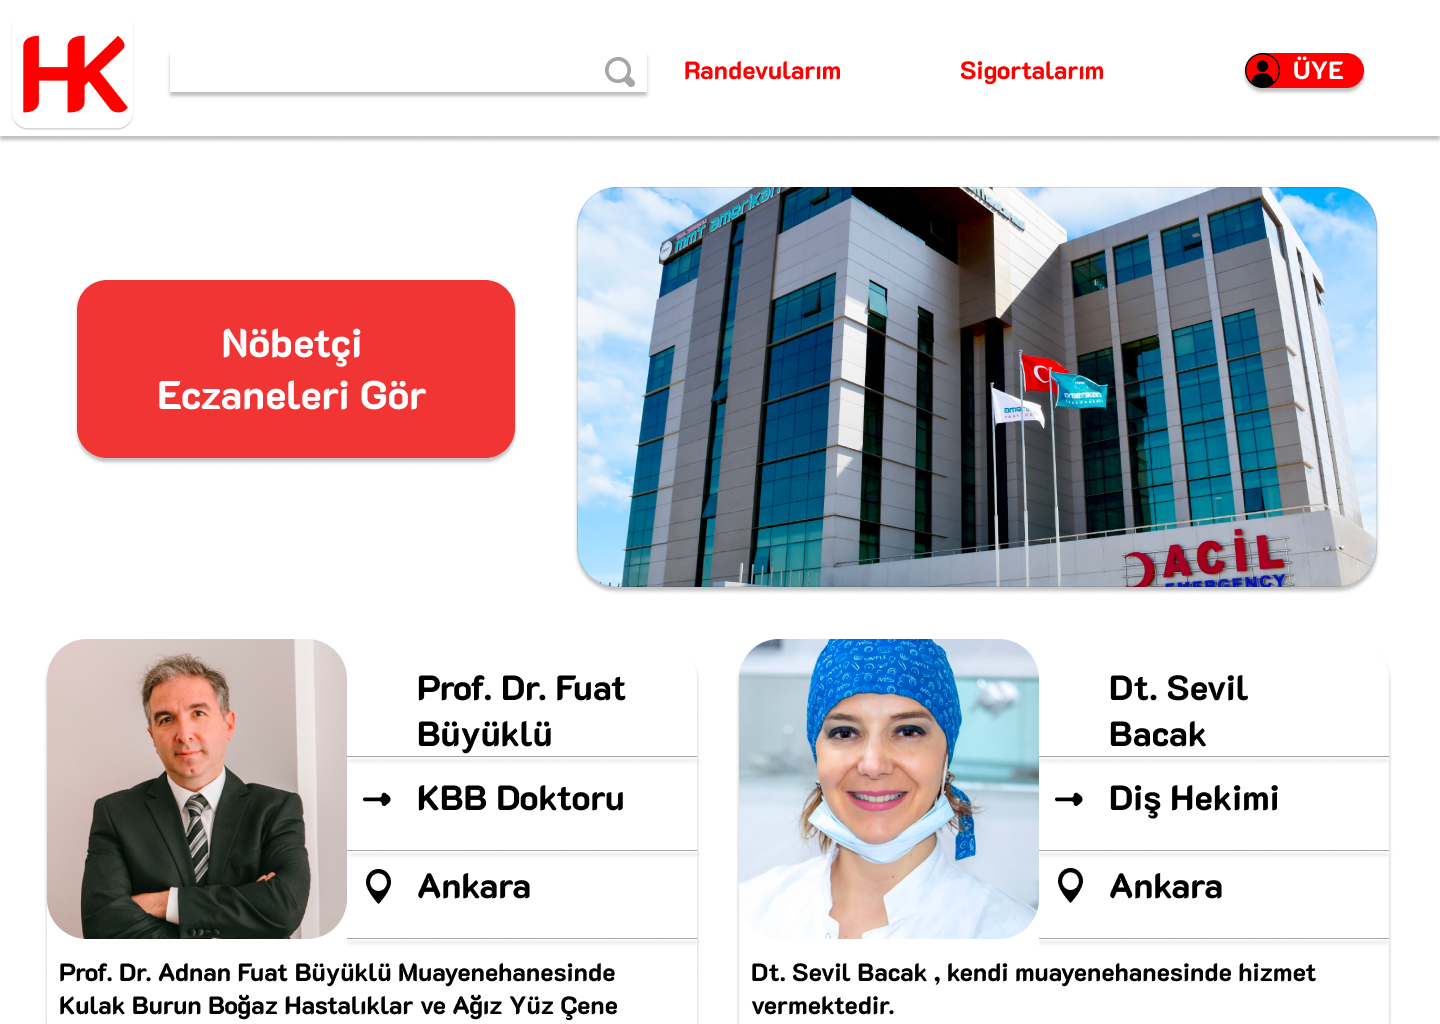 HK
Randevularım
Sigortalarım
ÜYE
Nöbetçi
Eczaneleri Gör
MMT amerikan
amerikan
ACİL
EMERGENCY
Prof. Dr. Fuat
Büyüklü
KBB Doktoru
Ankara
Prof. Dr. Adnan Fuat Büyüklü Muayenehanesinde
Kulak Burun Boğaz Hastalıklar ve Ağız Yüz Çene
Dt. Sevil
Bacak
Diş Hekimi
Ankara
Dt. Sevil Bacak , kendi muayenehanesinde hizmet
vermektedir.